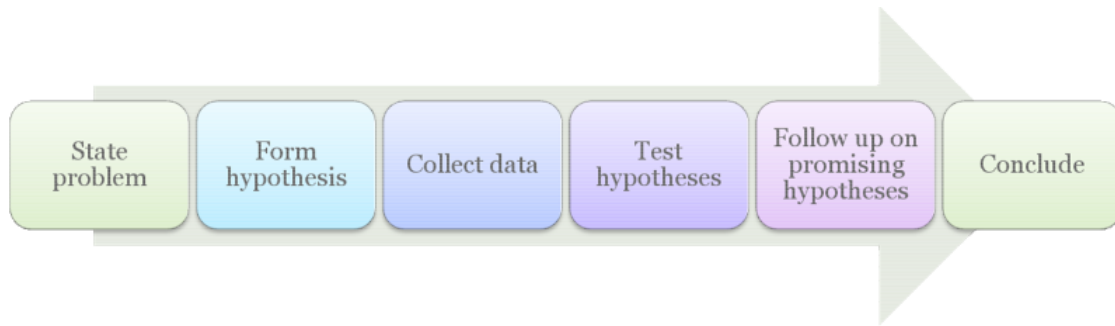 State
problem
Form
hypothesis
Collect data
Test
hypotheses
Follow up on
promising
hypotheses
Conclude